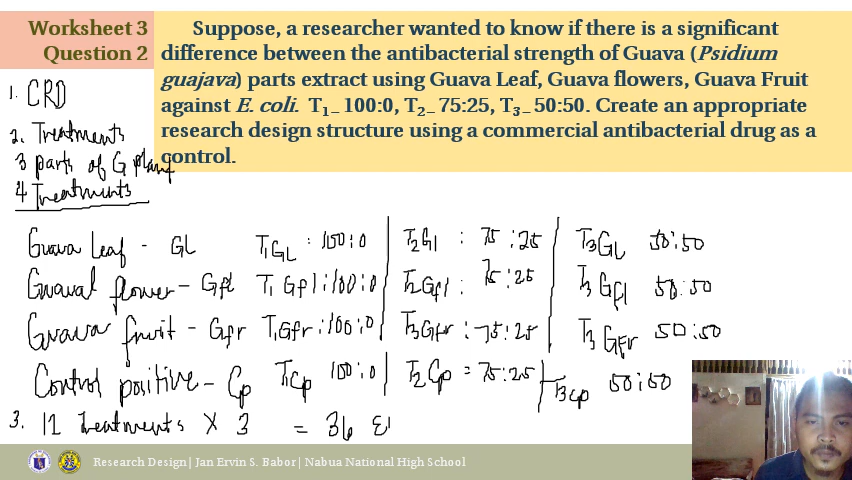 Worksheet 3
Question 2
Suppose, a researcher wanted to know if there is a significant
difference between the antibacterial strength of Guava (Psidium
guajava) parts extract using Guava Leaf, Guava flowers, Guava Fruit
against E. coli. T1_ 100:0, T2_ 75:25, T3_ 50:50. Create an appropriate
research design structure using a commercial antibacterial drug as a
control.
1. CRD
2. Treatments
3 parts of G plant
4 Treatments
Guava Leaf - GL T1GL : 100:0 T2Gl : 75:25 T3GL 50:50
Guaval flower - Gfl T1 Gfl:100:0 T2Gfl : 75:25 T3 Gfl 50:50
Guava fruit - Gfr T1Gfr:100:0 T3Gfr:75:25 T3 Gfr 50:50
Control positive - Cp T1Cp 100:0 T2 Cp = 75:25 T3 Cp 50:50
3. 12 Treatments X 3 = 36 E
Research Design| Jan Ervin S. Babor| Nabua National High School